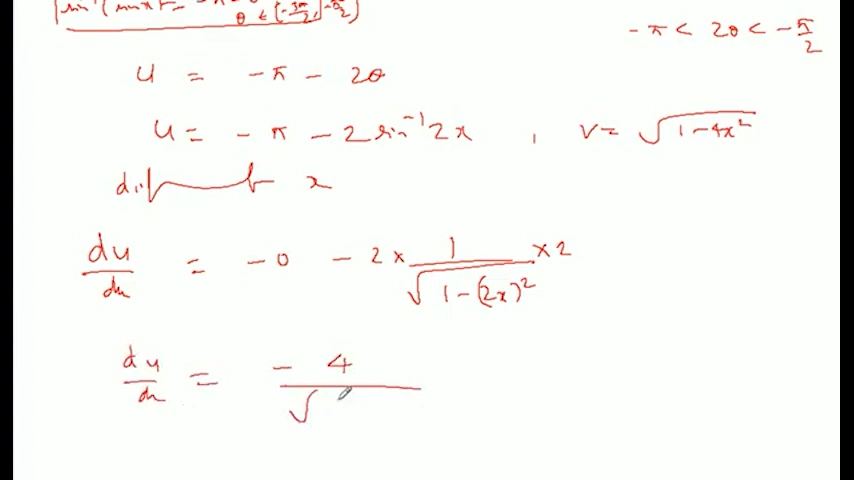 θ ∈ [-3π/2, -π/2]
-π < 2θ < -π/2
u = -π - 2θ
u = -π - 2 sin⁻¹ 2x , v = √(1-4x²)
x
du/dx = -0 - 2 × 1/√(1-(2x)²) × 2
du/dx = - 4/√